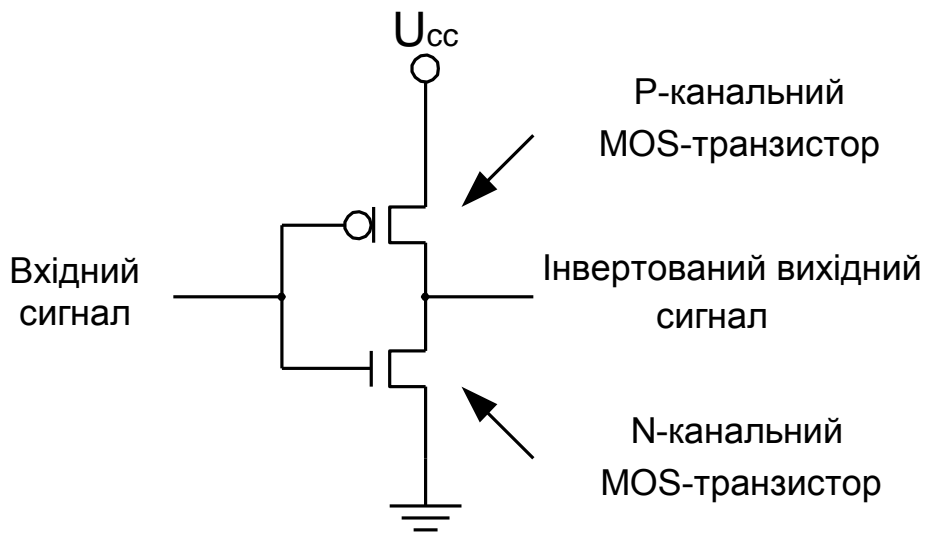 Ucc
P-канальний
MOS-транзистор
Вхідний
сигнал
Інвертований вихідний
сигнал
N-канальний
MOS-транзистор